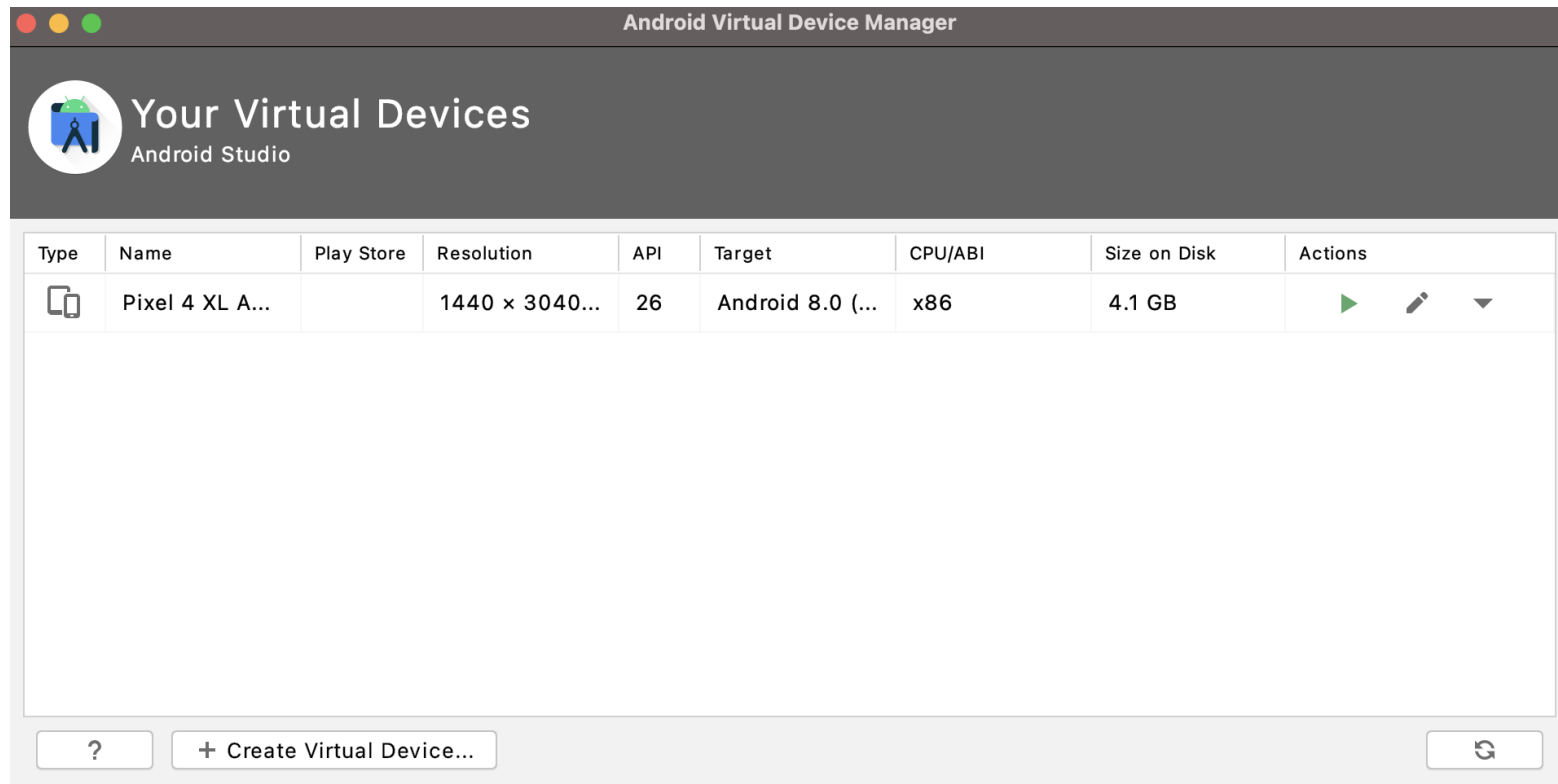 Android Virtual Device Manager
Your Virtual Devices
Android Studio
Type Name Play Store Resolution API Target CPU/ABI Size on Disk Actions
Pixel 4 XL A... 1440 × 3040... 26 Android 8.0 (... x86 4.1 GB
? + Create Virtual Device...